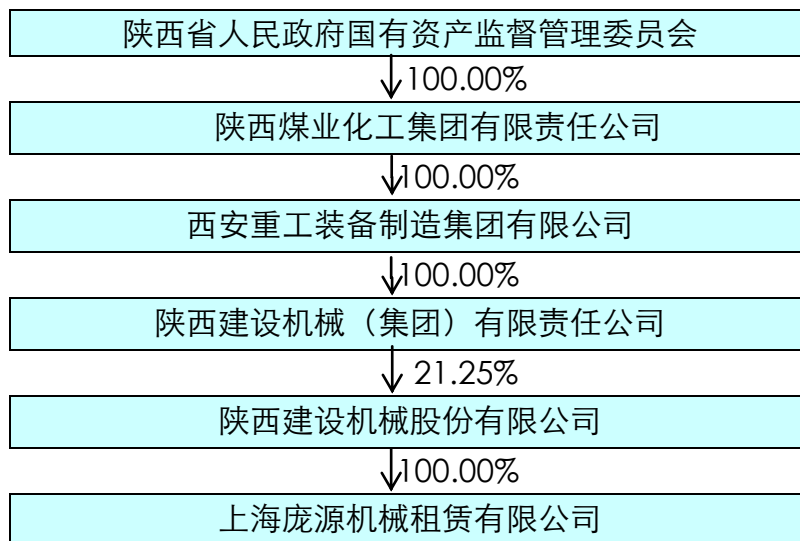 陕西省人民政府国有资产监督管理委员会
100.00%
陕西煤业化工集团有限责任公司
100.00%
西安重工装备制造集团有限公司
100.00%
陕西建设机械（集团）有限责任公司
21.25%
陕西建设机械股份有限公司
100.00%
上海庞源机械租赁有限公司